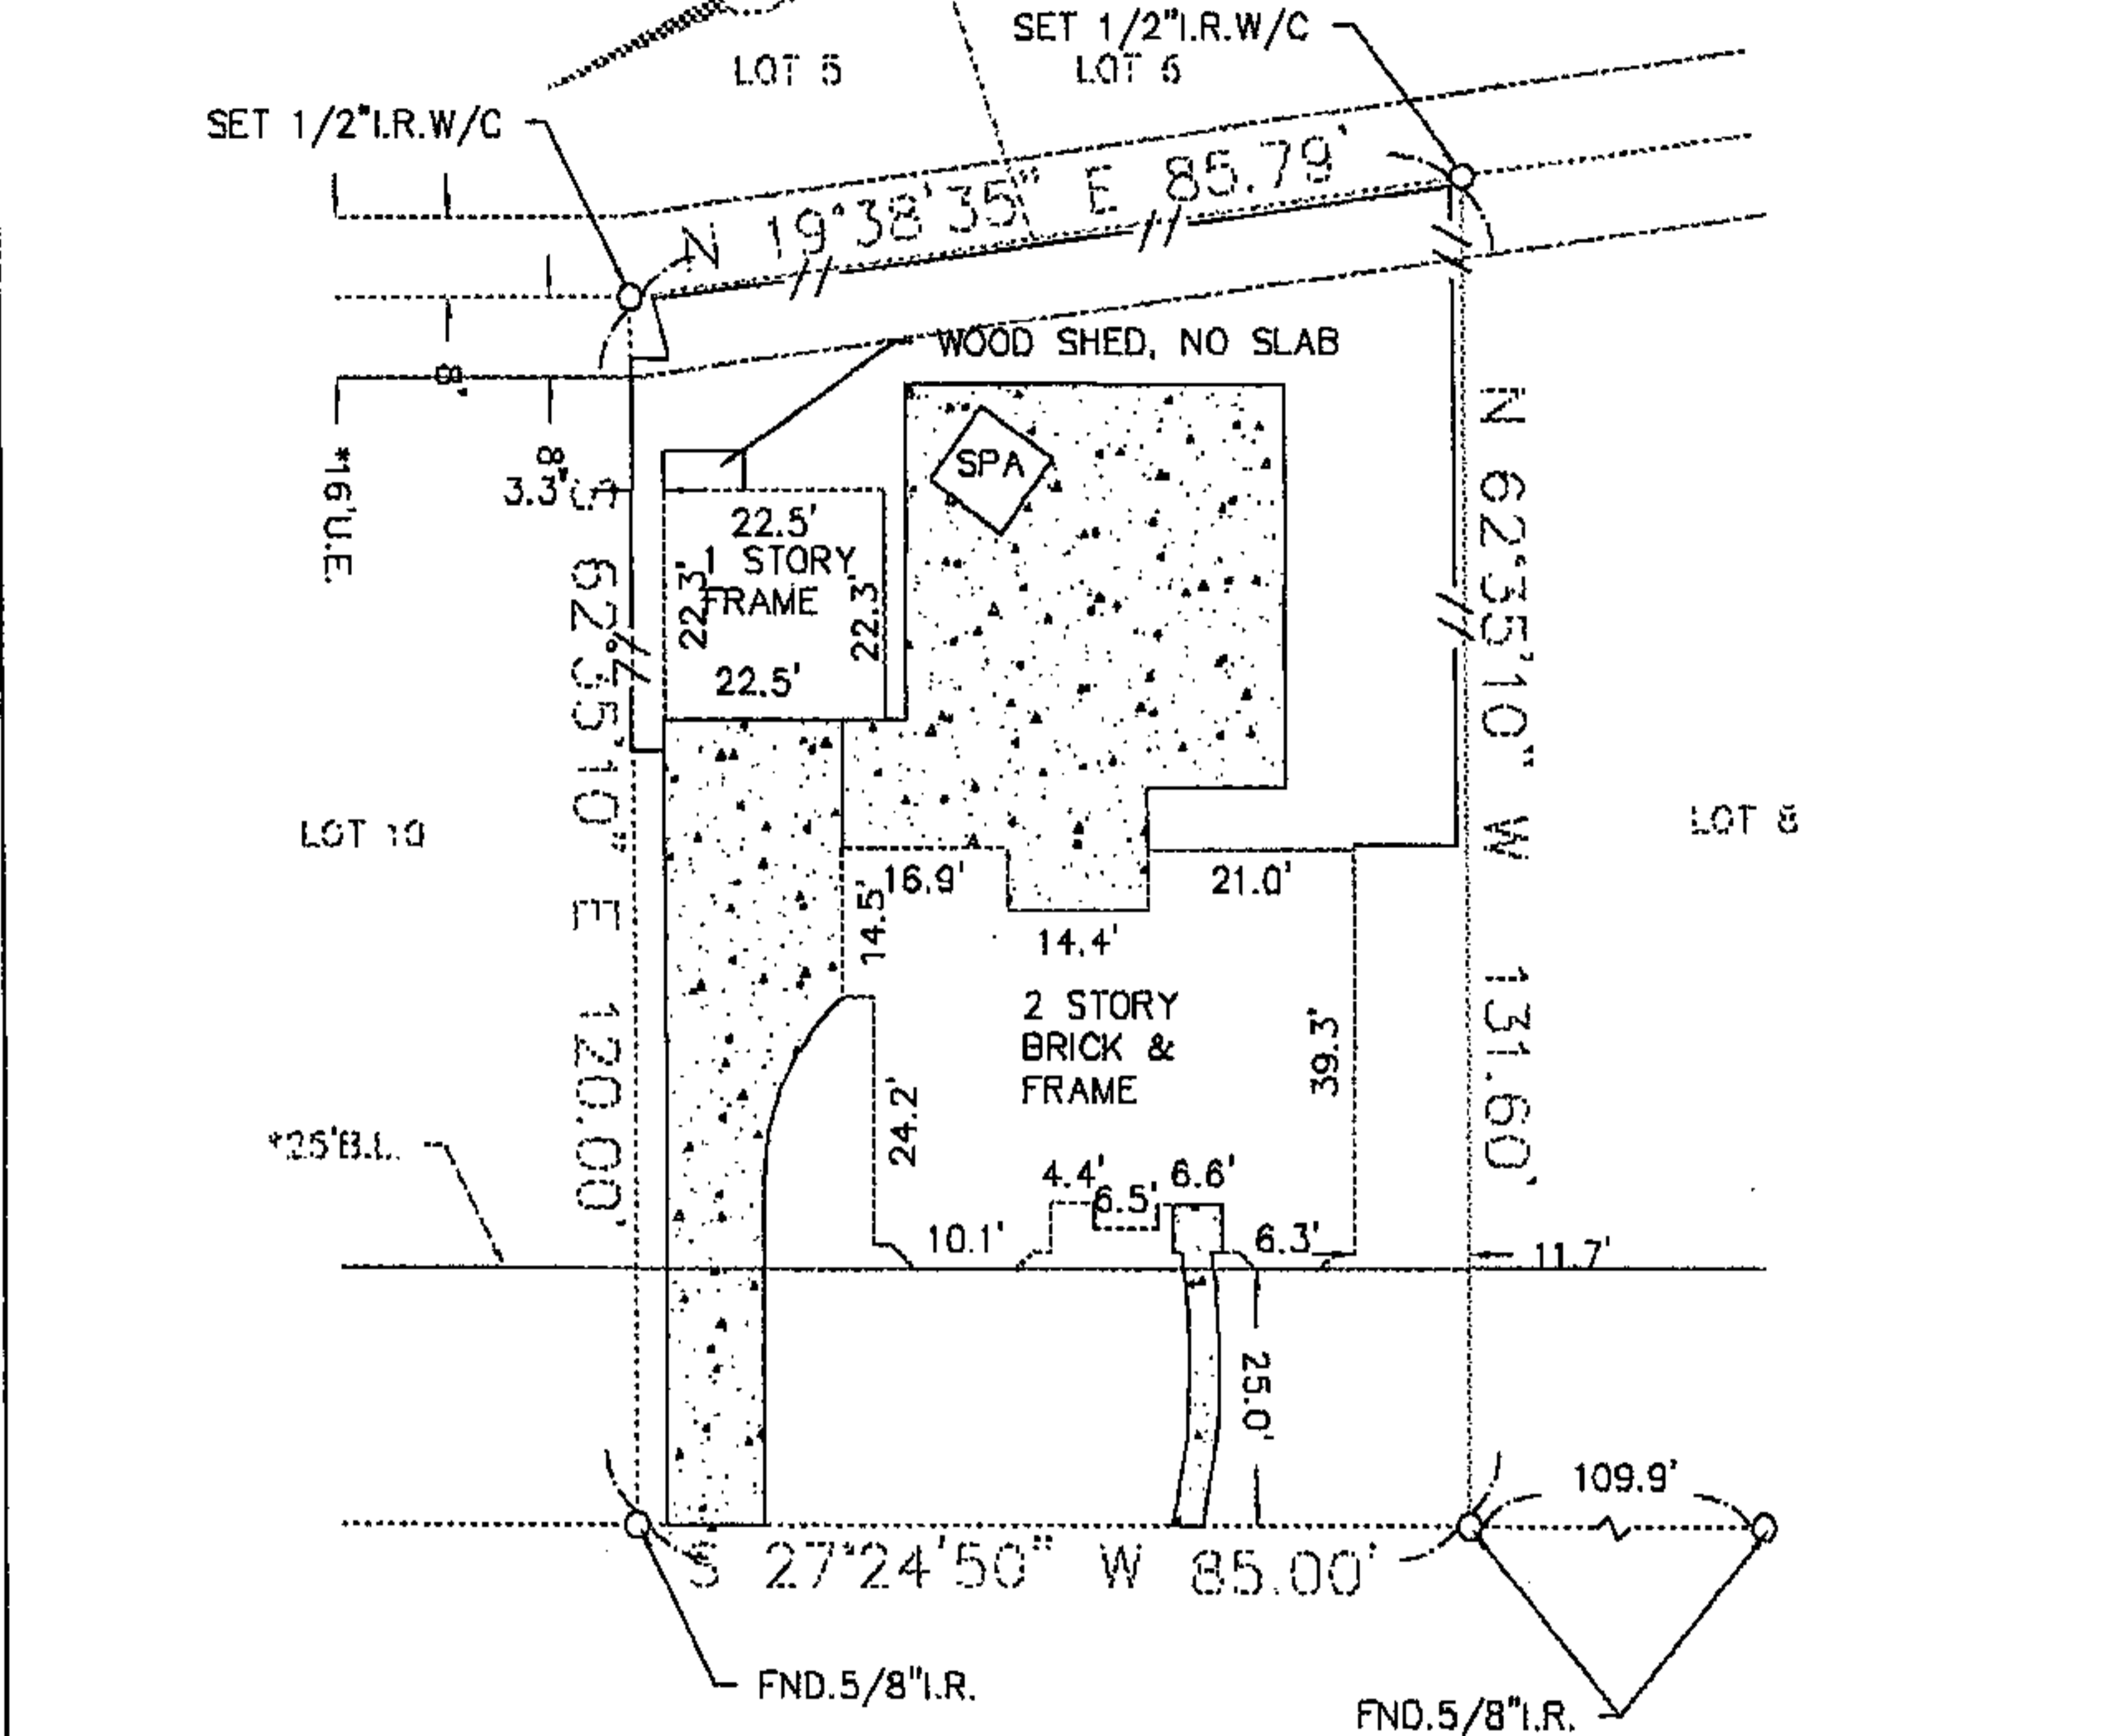 SET 1/2"I.R.W/C
LOT 5
LOT 6
SET 1/2"I.R.W/C
N 19°38'35" E 85.79'
WOOD SHED, NO SLAB
8'
8'
*16'U.E.
3.3'
SPA
22.5'
1 STORY
FRAME
22.3'
22.3'
22.5'
S 62°35'10" E 120.00'
N 62°35'10" W 131.60'
LOT 10
LOT 8
16.9'
21.0'
14.5'
14.4'
2 STORY
BRICK &
FRAME
39.3'
24.2'
*25'B.L.
4.4'
6.5'
6.6'
10.1'
6.3'
11.7'
25.0'
109.9'
S 27°24'50" W 85.00'
FND.5/8"I.R.
FND.5/8"I.R.